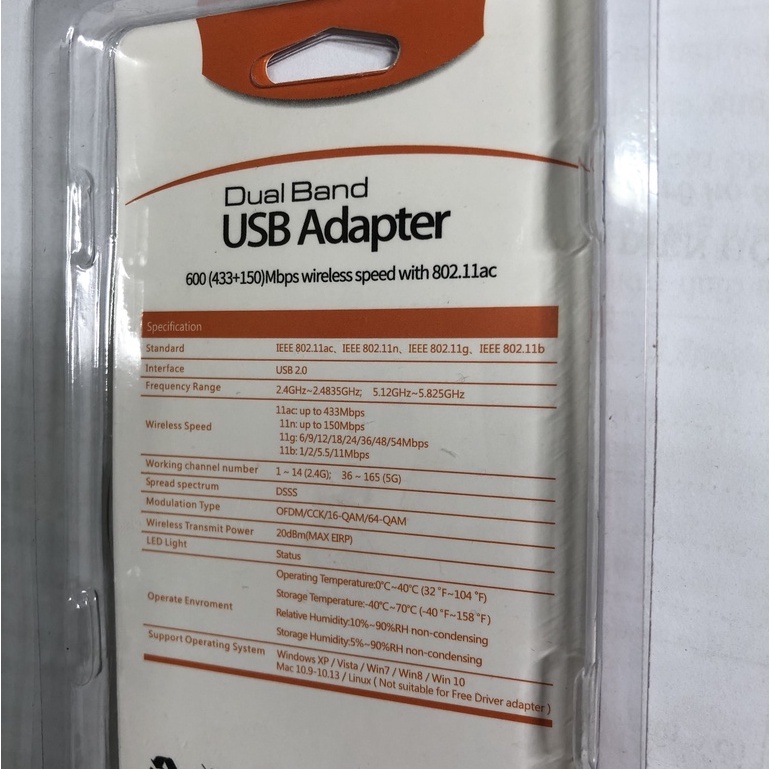 Dual Band
USB Adapter
600 (433+150)Mbps wireless speed with 802.11ac
Specification
Standard IEEE 802.11ac、IEEE 802.11n、IEEE 802.11g、IEEE 802.11b
Interface USB 2.0
Frequency Range 2.4GHz~2.4835GHz; 5.12GHz~5.825GHz
Wireless Speed
11ac: up to 433Mbps
11n: up to 150Mbps
11g: 6/9/12/18/24/36/48/54Mbps
11b: 1/2/5.5/11Mbps
Working channel number 1 ~ 14 (2.4G); 36 ~ 165 (5G)
Spread spectrum DSSS
Modulation Type OFDM/CCK/16-QAM/64-QAM
Wireless Transmit Power 20dBm(MAX EIRP)
LED Light Status
Operate Enviroment
Operating Temperature:0°C~40°C (32 °F~104 °F)
Storage Temperature:-40°C~70°C (-40 °F~158 °F)
Relative Humidity:10%~90%RH non-condensing
Storage Humidity:5%~90%RH non-condensing
Support Operating System Windows XP / Vista / Win7 / Win8 / Win 10
Mac 10.9-10.13 / Linux ( Not suitable for Free Driver adapter )